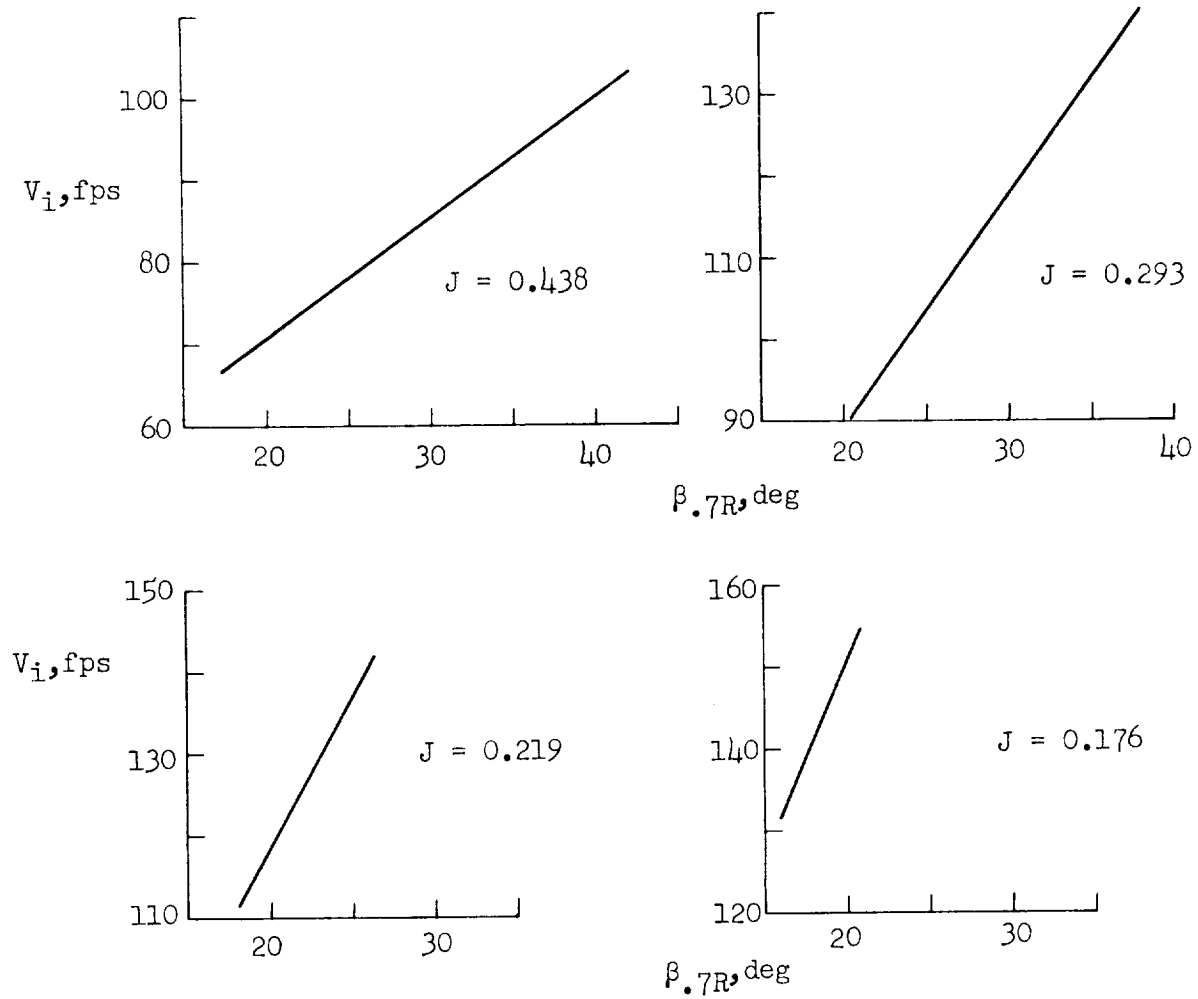 100
80
60
V_i, fps
J = 0.438
20 30 40
130
110
90
J = 0.293
20 30 40
β.7R, deg
150
130
110
V_i, fps
J = 0.219
20 30
160
140
120
J = 0.176
20 30
β.7R, deg